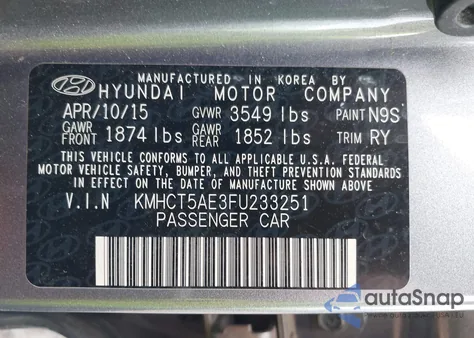 MANUFACTURED IN KOREA BY
HYUNDAI MOTOR COMPANY
APR/10/15 GVWR 3549 lbs PAINT N9S
GAWR FRONT 1874 lbs GAWR REAR 1852 lbs TRIM RY
THIS VEHICLE CONFORMS TO ALL APPLICABLE U.S.A. FEDERAL
MOTOR VEHICLE SAFETY, BUMPER, AND THEFT PREVENTION STANDARDS
IN EFFECT ON THE DATE OF MANUFACTURE SHOWN ABOVE.
V.I.N KMHCT5AE3FU233251
PASSENGER CAR
autoSnap